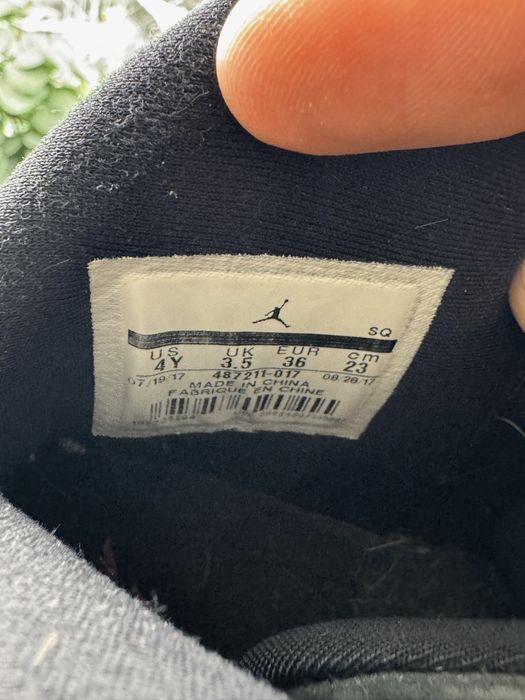 SQ
US UK EUR cm
4Y 3.5 36 23
07/19/17 487211-017 08/28/17
MADE IN CHINA
FABRIQUE EN CHINE